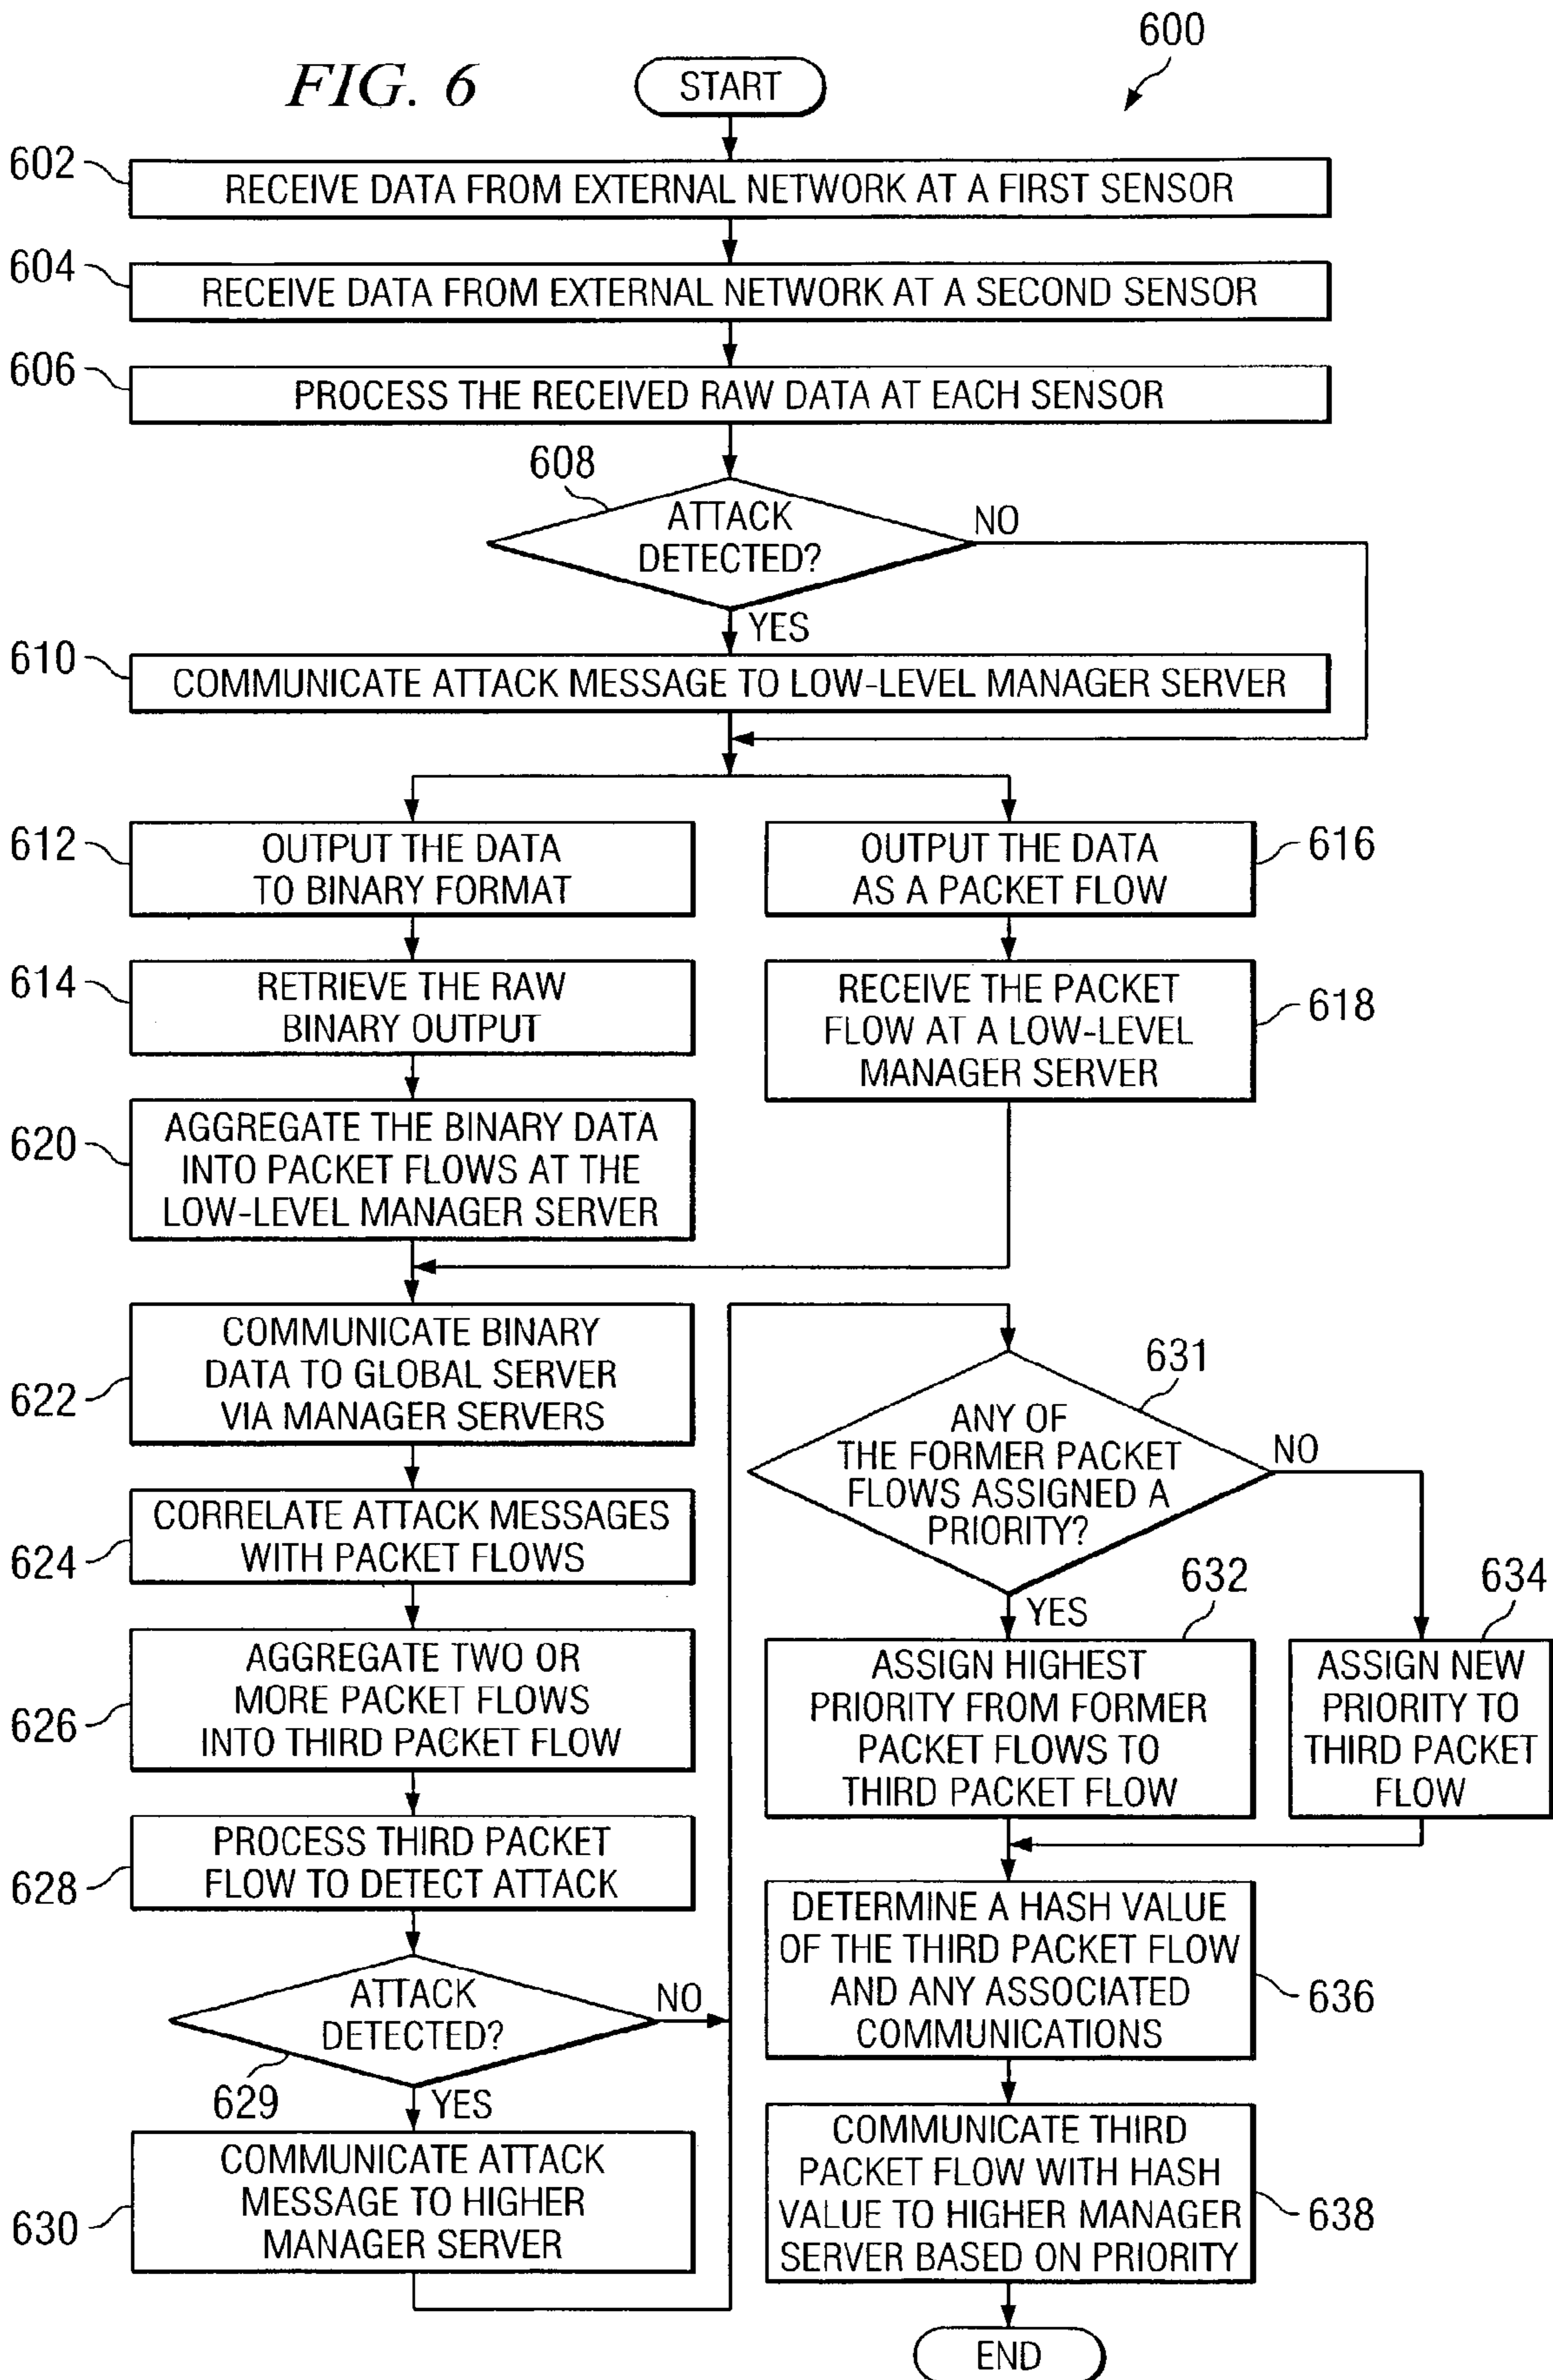 FIG. 6
START
600
602
RECEIVE DATA FROM EXTERNAL NETWORK AT A FIRST SENSOR
604
RECEIVE DATA FROM EXTERNAL NETWORK AT A SECOND SENSOR
606
PROCESS THE RECEIVED RAW DATA AT EACH SENSOR
608
ATTACK
DETECTED?
NO
YES
610
COMMUNICATE ATTACK MESSAGE TO LOW-LEVEL MANAGER SERVER
612
OUTPUT THE DATA
TO BINARY FORMAT
614
RETRIEVE THE RAW
BINARY OUTPUT
620
AGGREGATE THE BINARY DATA
INTO PACKET FLOWS AT THE
LOW-LEVEL MANAGER SERVER
OUTPUT THE DATA
AS A PACKET FLOW
616
RECEIVE THE PACKET
FLOW AT A LOW-LEVEL
MANAGER SERVER
618
622
COMMUNICATE BINARY
DATA TO GLOBAL SERVER
VIA MANAGER SERVERS
624
CORRELATE ATTACK MESSAGES
WITH PACKET FLOWS
626
AGGREGATE TWO OR
MORE PACKET FLOWS
INTO THIRD PACKET FLOW
628
PROCESS THIRD PACKET
FLOW TO DETECT ATTACK
ATTACK
DETECTED?
NO
629
YES
630
COMMUNICATE ATTACK
MESSAGE TO HIGHER
MANAGER SERVER
631
ANY OF
THE FORMER PACKET
FLOWS ASSIGNED A
PRIORITY?
NO
YES
632
ASSIGN HIGHEST
PRIORITY FROM FORMER
PACKET FLOWS TO
THIRD PACKET FLOW
634
ASSIGN NEW
PRIORITY TO
THIRD PACKET
FLOW
DETERMINE A HASH VALUE
OF THE THIRD PACKET FLOW
AND ANY ASSOCIATED
COMMUNICATIONS
636
COMMUNICATE THIRD
PACKET FLOW WITH HASH
VALUE TO HIGHER MANAGER
SERVER BASED ON PRIORITY
638
END